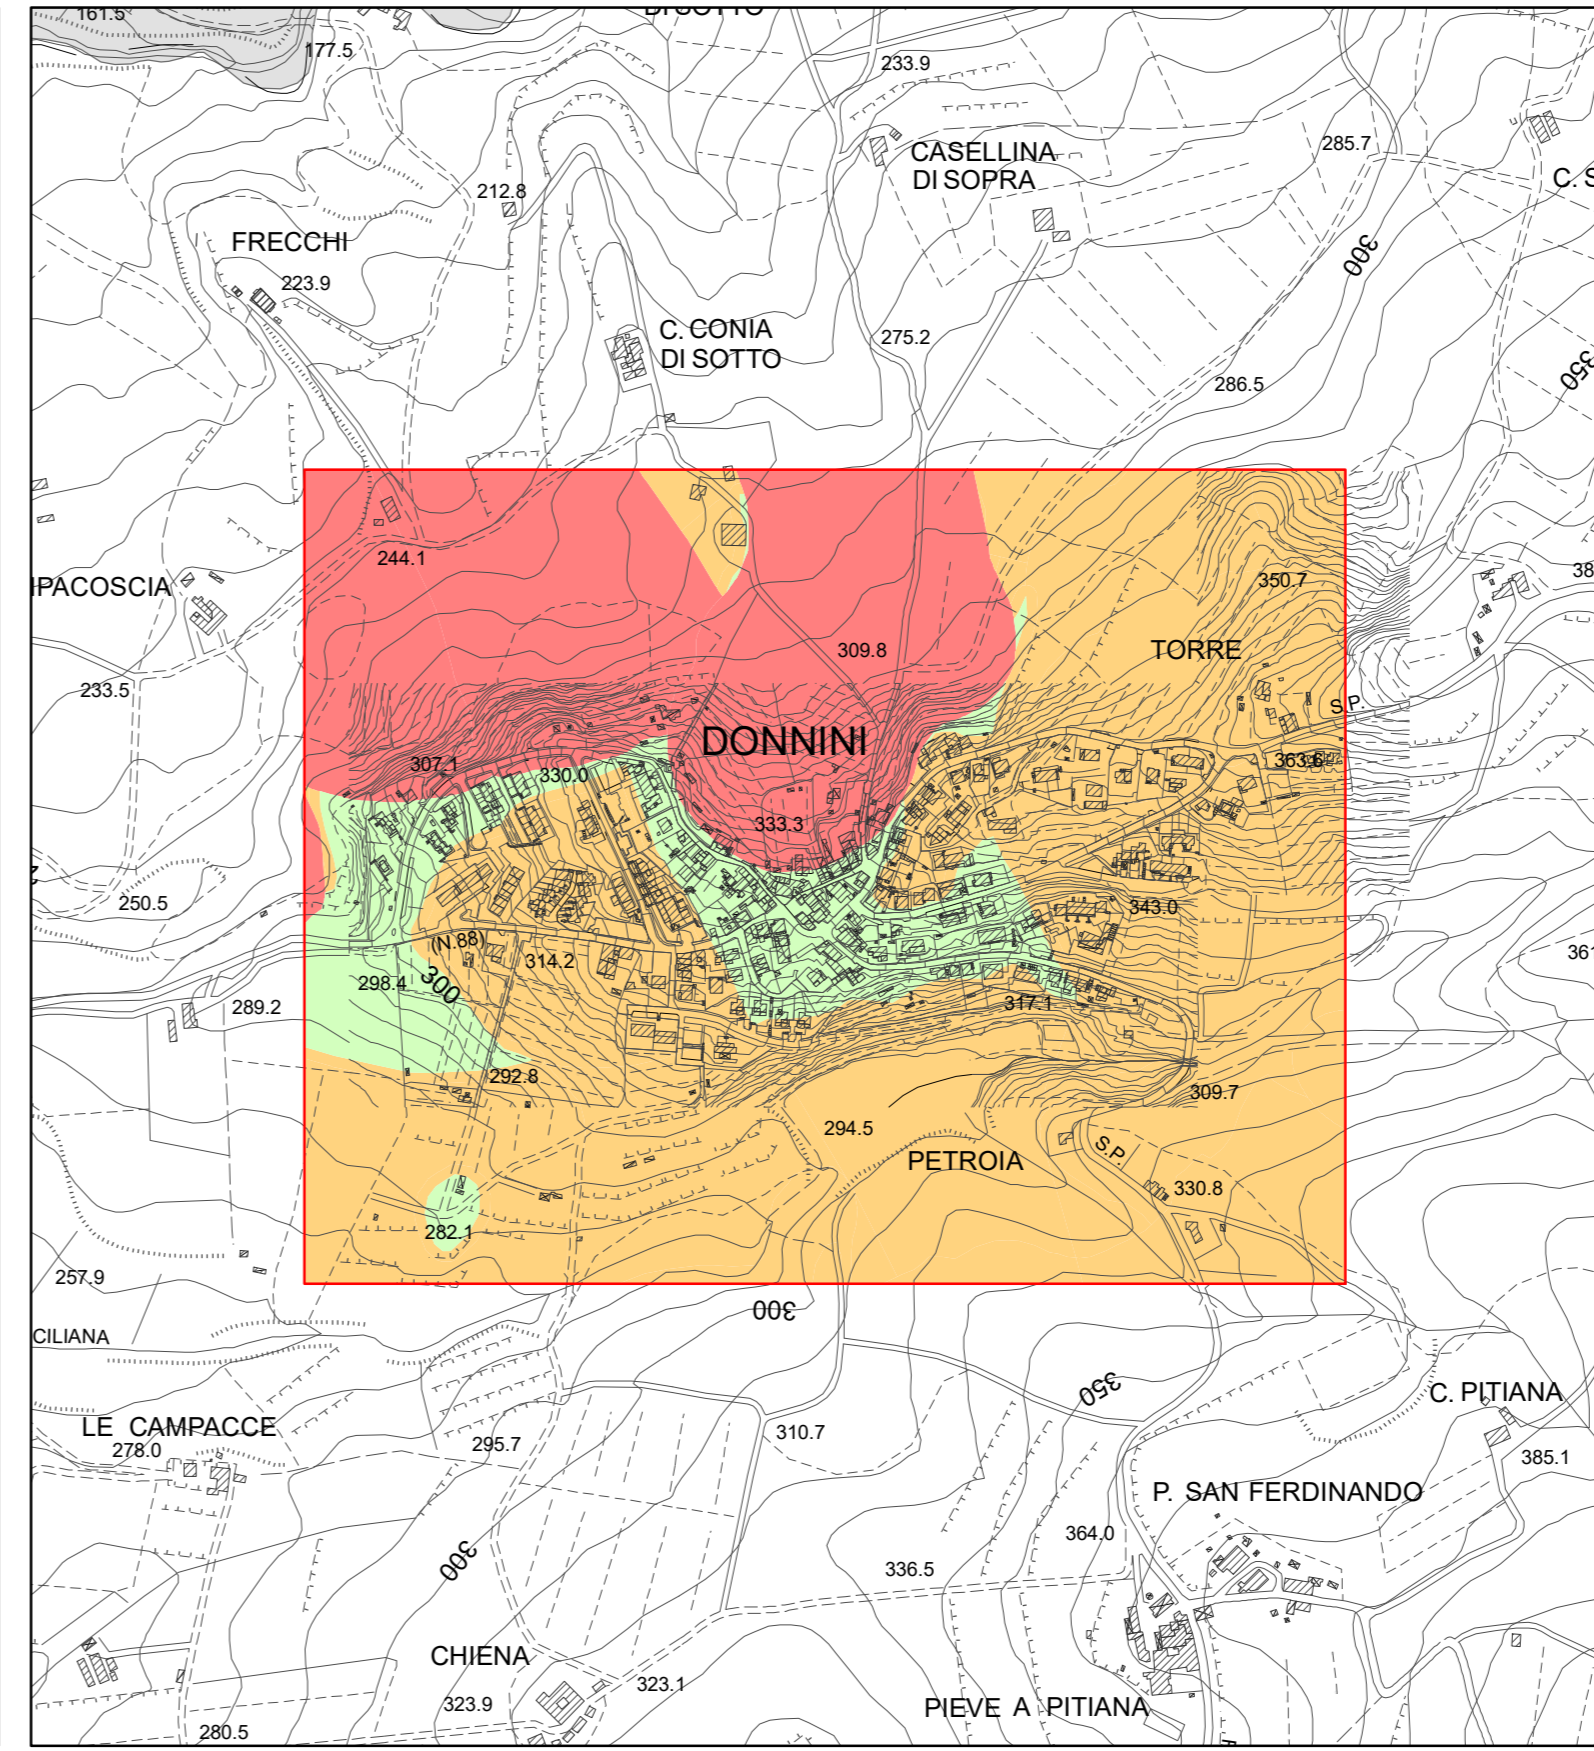 DI SOTTO
161.5
177.5
233.9
CASELLINA
DI SOPRA
285.7
C. S
212.8
FRECCHI
223.9
300
C. CONIA
DI SOTTO
275.2
286.5
350
244.1
IPACOSCIA
350.7
38
309.8
TORRE
233.5
S.P.
DONNINI
307.1
330.0
363.6
333.3
250.5
343.0
(N.88)
314.2
361
298.4
300
289.2
317.1
292.8
309.7
294.5
PETROIA
S.P.
330.8
282.1
257.9
300
CILIANA
350
C. PITIANA
LE CAMPACCE
278.0
295.7
310.7
385.1
P. SAN FERDINANDO
364.0
300
336.5
CHIENA
323.1
323.9
PIEVE A PITIANA
280.5